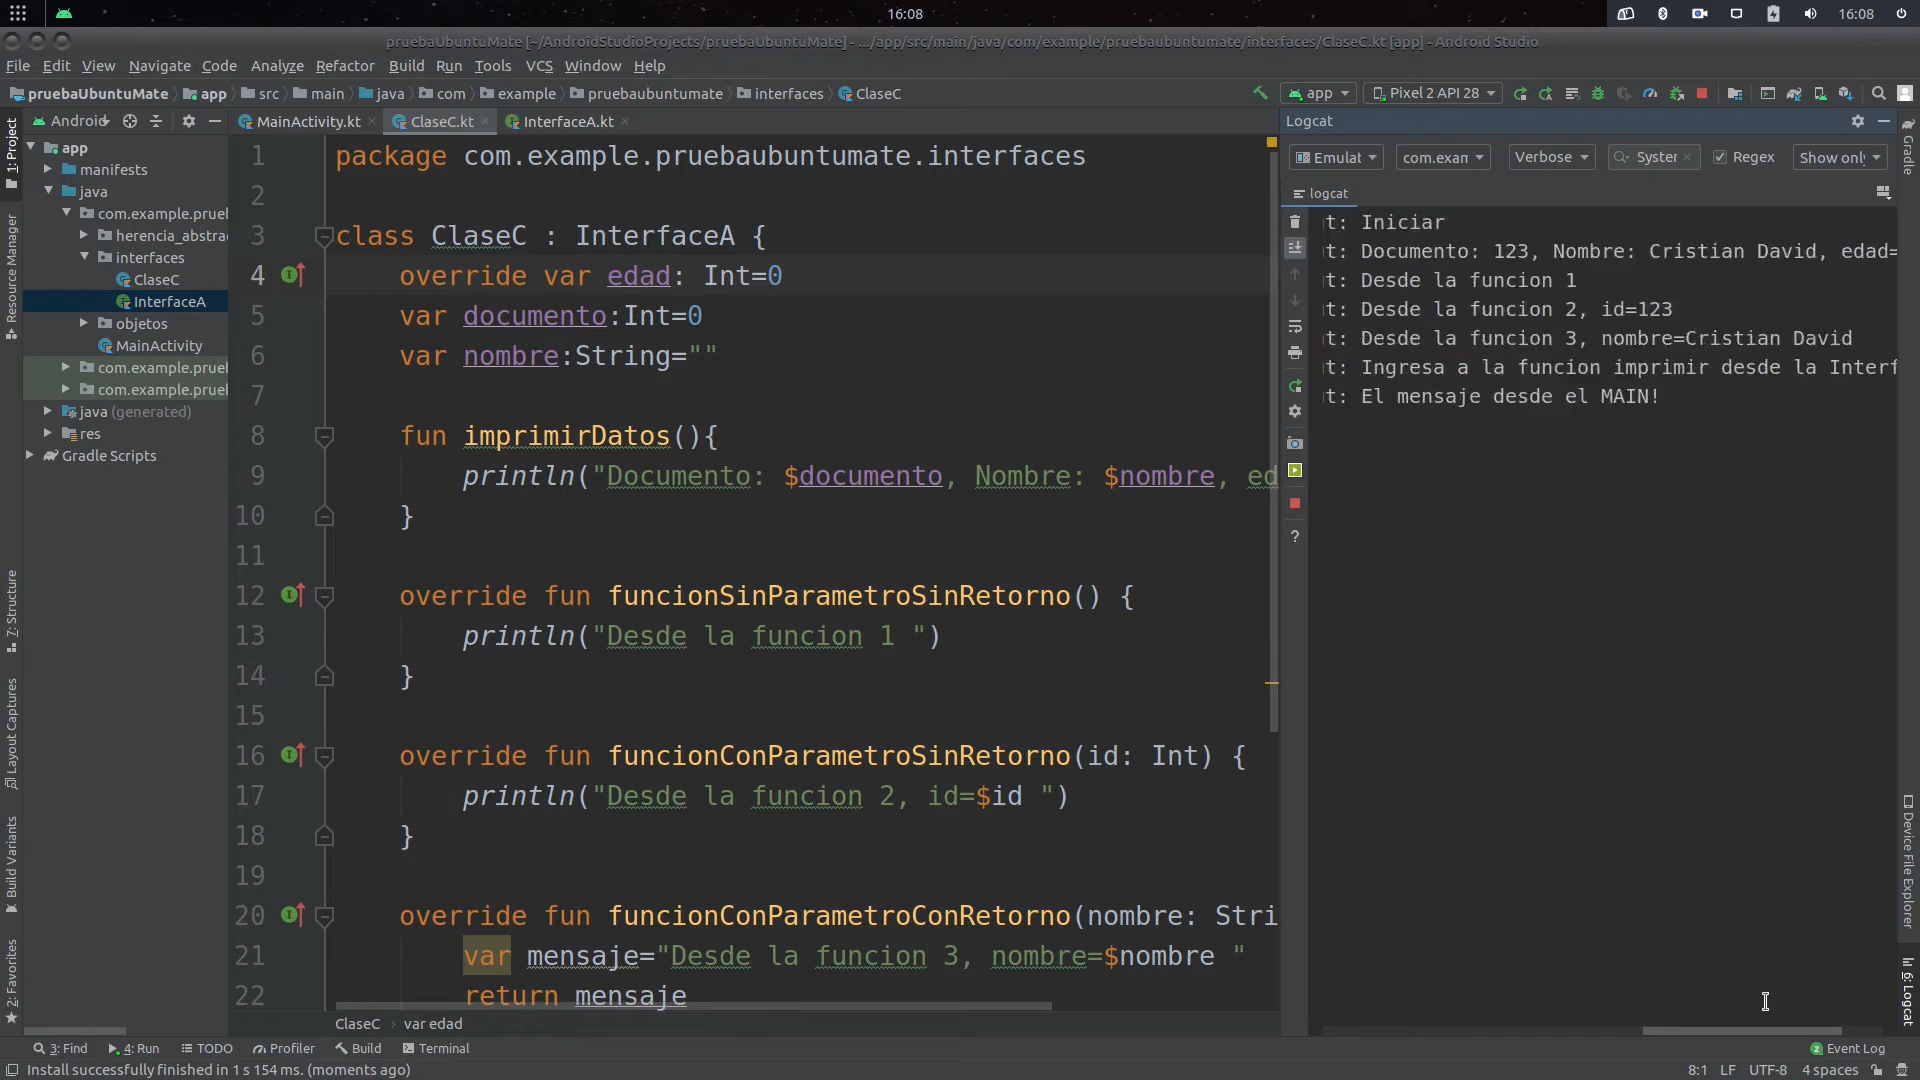 16:08
16:08
pruebaUbuntuMate [~/AndroidStudioProjects/pruebaUbuntuMate] - .../app/src/main/java/com/example/pruebaubuntumate/interfaces/ClaseC.kt [app] - Android Studio
File Edit View Navigate Code Analyze Refactor Build Run Tools VCS Window Help
pruebaUbuntuMate app src main java com example pruebaubuntumate interfaces ClaseC app Pixel 2 API 28
Android MainActivity.kt ClaseC.kt InterfaceA.kt Logcat
1: Project
Resource Manager
7: Structure
Layout Captures
Build Variants
2: Favorites
app
manifests
java
com.example.prue
herencia_abstra
interfaces
ClaseC
InterfaceA
objetos
MainActivity
com.example.prue
com.example.prue
java (generated)
res
Gradle Scripts
1 package com.example.pruebaubuntumate.interfaces
2
3 class ClaseC : InterfaceA {
4 override var edad: Int=0
5 var documento:Int=0
6 var nombre:String=""
7
8 fun imprimirDatos(){
9 println("Documento: $documento, Nombre: $nombre, ed
10 }
11
12 override fun funcionSinParametroSinRetorno() {
13 println("Desde la funcion 1 ")
14 }
15
16 override fun funcionConParametroSinRetorno(id: Int) {
17 println("Desde la funcion 2, id=$id ")
18 }
19
20 override fun funcionConParametroConRetorno(nombre: Stri
21 var mensaje="Desde la funcion 3, nombre=$nombre "
22 return mensaje
ClaseC › var edad
Emulat com.exan Verbose System Regex Show only
logcat
t: Iniciar
t: Documento: 123, Nombre: Cristian David, edad=
t: Desde la funcion 1
t: Desde la funcion 2, id=123
t: Desde la funcion 3, nombre=Cristian David
t: Ingresa a la funcion imprimir desde la Interf
t: El mensaje desde el MAIN!
Gradle
Device File Explorer
6: Logcat
3: Find 4: Run TODO Profiler Build Terminal 2 Event Log
Install successfully finished in 1 s 154 ms. (moments ago) 8:1 LF UTF-8 4 spaces